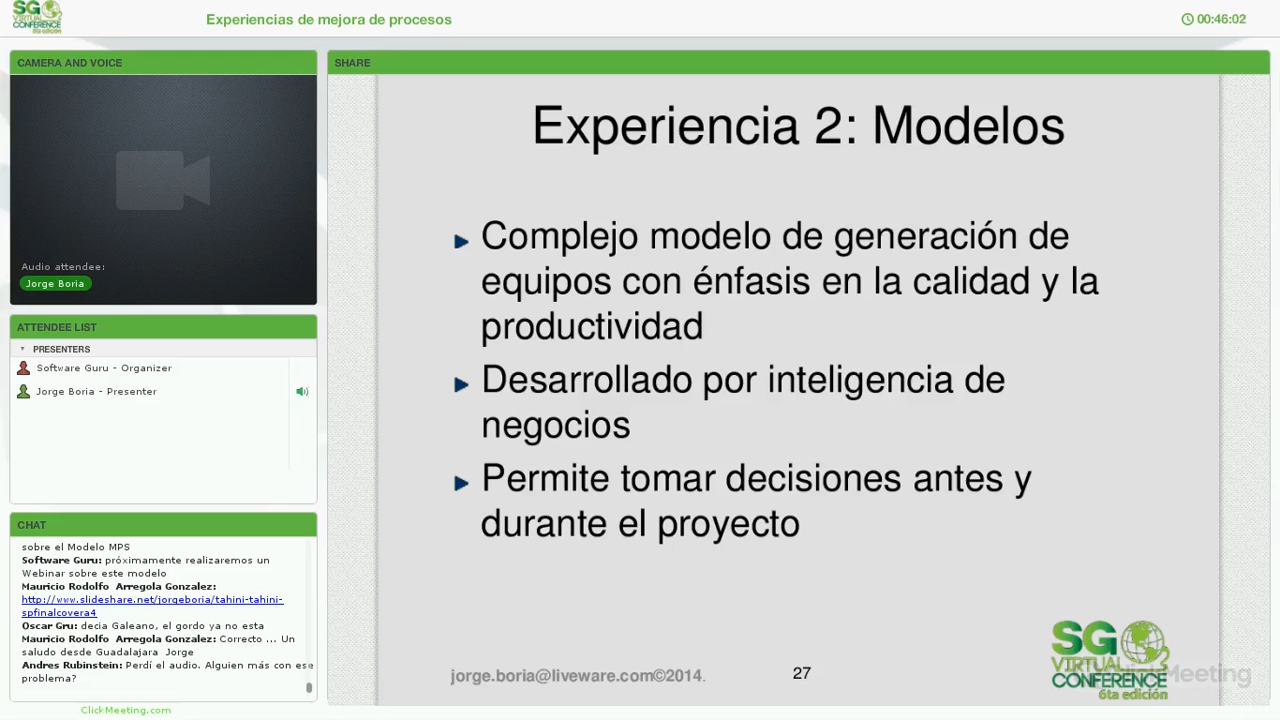 SG
VIRTUAL
CONFERENCE
6ta edición
Experiencias de mejora de procesos
00:46:02
CAMERA AND VOICE
Audio attendee:
Jorge Boria
ATTENDEE LIST
PRESENTERS
Software Guru - Organizer
Jorge Boria - Presenter
CHAT
sobre el Modelo MPS
Software Guru: próximamente realizaremos un
Webinar sobre este modelo
Mauricio Rodolfo Arregola Gonzalez:
http://www.slideshare.net/jorgeboria/tahini-tahini-
spfinalcovera4
Oscar Gru: decia Galeano, el gordo ya no esta
Mauricio Rodolfo Arregola Gonzalez: Correcto ... Un
saludo desde Guadalajara Jorge
Andres Rubinstein: Perdí el audio. Alguien más con ese
problema?
ClickMeeting.com
SHARE
Experiencia 2: Modelos
Complejo modelo de generación de
equipos con énfasis en la calidad y la
productividad
Desarrollado por inteligencia de
negocios
Permite tomar decisiones antes y
durante el proyecto
jorge.boria@liveware.com©2014.
27
SG
VIRTUAL
CONFERENCE
6ta edición